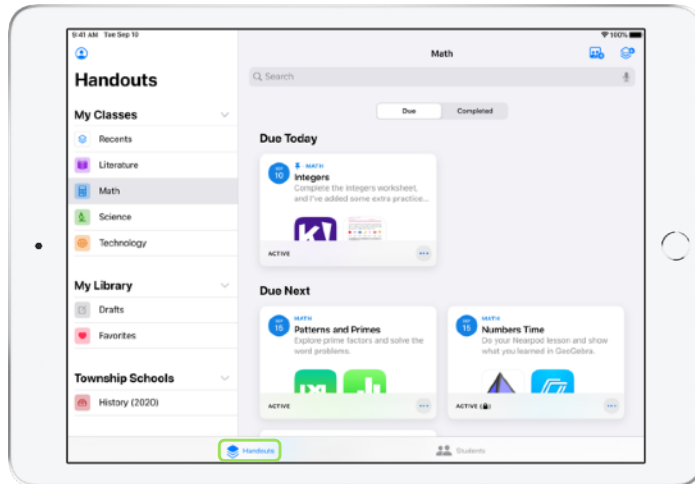 9:41 AM Tue Sep 10
100%
Handouts
My Classes
Recents
Literature
Math
Science
Technology
My Library
Drafts
Favorites
Township Schools
History (2020)
Math
Search
Due
Completed
Due Today
SEP
10
MATH
Integers
Complete the integers worksheet,
and I've added some extra practice...
K!
ACTIVE
Due Next
SEP
15
MATH
Patterns and Primes
Explore prime factors and solve the
word problems.
ACTIVE
SEP
15
MATH
Numbers Time
Do your Nearpod lesson and show
what you learned in GeoGebra.
ACTIVE
Handouts
Students